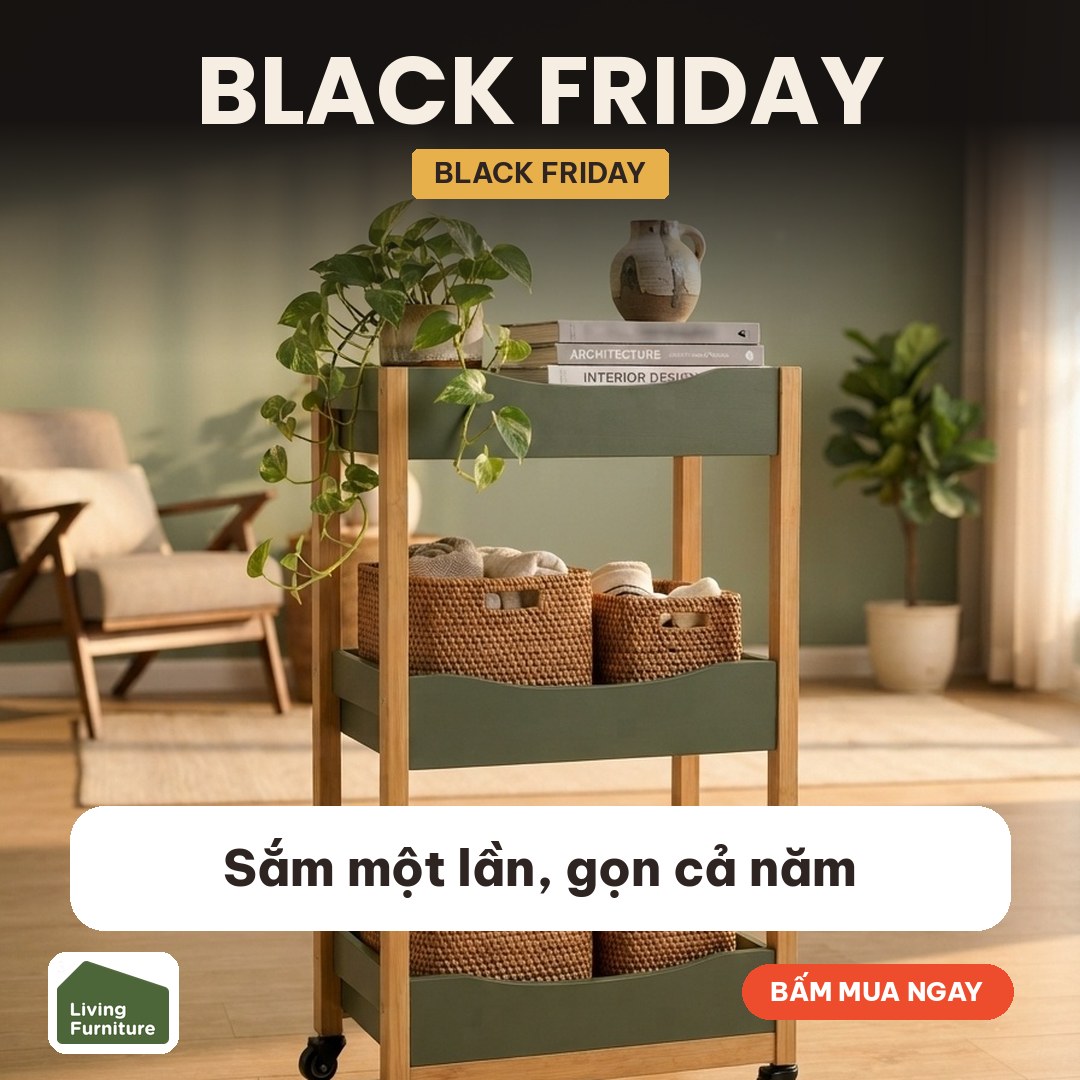 BLACK FRIDAY
BLACK FRIDAY
ARCHITECTURE
INTERIOR DESIGN
Sắm một lần, gọn cả năm
Living
Furniture
BẤM MUA NGAY